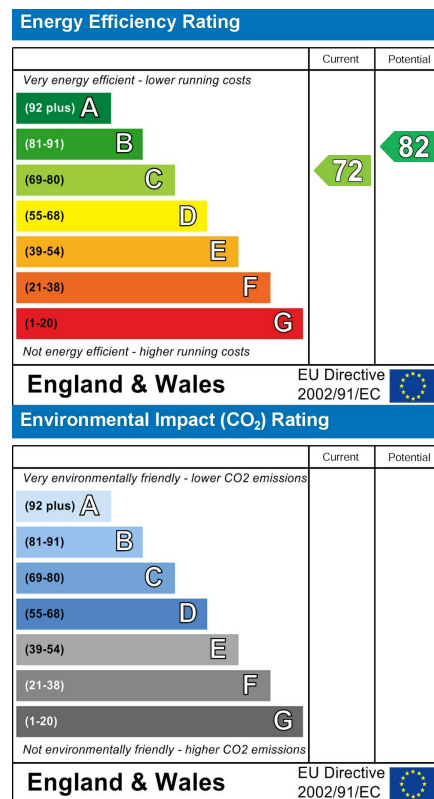 Energy Efficiency Rating
Current Potential
Very energy efficient - lower running costs
(92 plus) A
(81-91) B
82
(69-80) C
72
(55-68) D
(39-54) E
(21-38) F
(1-20) G
Not energy efficient - higher running costs
England & Wales
EU Directive
2002/91/EC
Environmental Impact (CO₂) Rating
Current Potential
Very environmentally friendly - lower CO2 emissions
(92 plus) A
(81-91) B
(69-80) C
(55-68) D
(39-54) E
(21-38) F
(1-20) G
Not environmentally friendly - higher CO2 emissions
England & Wales
EU Directive
2002/91/EC